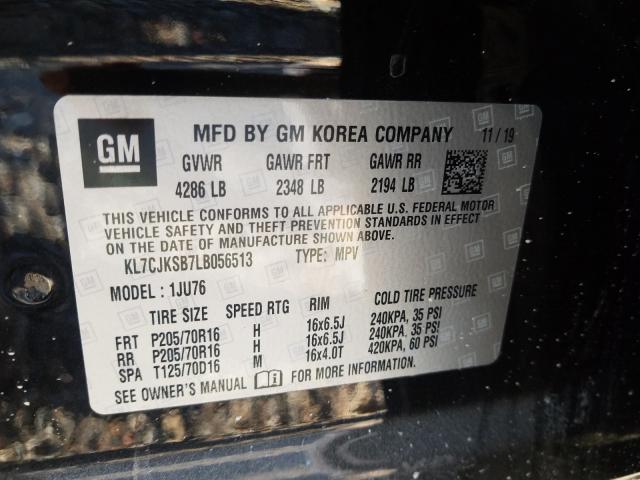 GM MFD BY GM KOREA COMPANY 11/19
GVWR GAWR FRT GAWR RR
4286 LB 2348 LB 2194 LB
THIS VEHICLE CONFORMS TO ALL APPLICABLE U.S. FEDERAL MOTOR
VEHICLE SAFETY AND THEFT PREVENTION STANDARDS IN EFFECT
ON THE DATE OF MANUFACTURE SHOWN ABOVE.
KL7CJKSB7LB056513 TYPE: MPV
MODEL: 1JU76
TIRE SIZE SPEED RTG RIM COLD TIRE PRESSURE
FRT P205/70R16 H 16x6.5J 240KPA, 35 PSI
RR P205/70R16 H 16x6.5J 240KPA, 35 PSI
SPA T125/70D16 M 16x4.0T 420KPA, 60 PSI
SEE OWNER'S MANUAL FOR MORE INFORMATION.